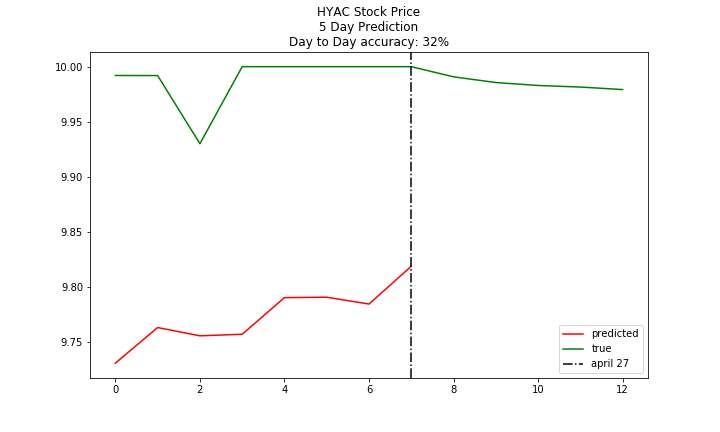 HYAC Stock Price
5 Day Prediction
Day to Day accuracy: 32%
10.00
9.95
9.90
9.85
9.80
9.75
0
2
4
6
8
10
12
predicted
true
april 27